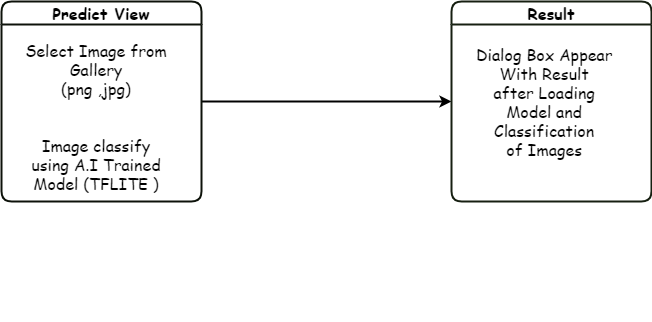 Predict View
Select Image from
Gallery
(png .jpg)
Image classify
using A.I Trained
Model (TFLITE )
Result
Dialog Box Appear
With Result
after Loading
Model and
Classification
of Images